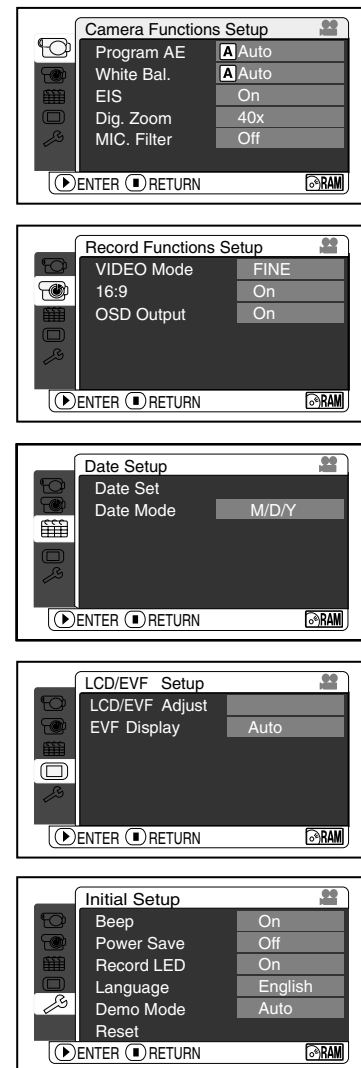 Camera Functions Setup
Program AE A Auto
White Bal. A Auto
EIS On
Dig. Zoom 40x
MIC. Filter Off
ENTER RETURN RAM
Record Functions Setup
VIDEO Mode FINE
16:9 On
OSD Output On
ENTER RETURN RAM
Date Setup
Date Set
Date Mode M/D/Y
ENTER RETURN RAM
LCD/EVF Setup
LCD/EVF Adjust
EVF Display Auto
ENTER RETURN RAM
Initial Setup
Beep On
Power Save Off
Record LED On
Language English
Demo Mode Auto
Reset
ENTER RETURN RAM